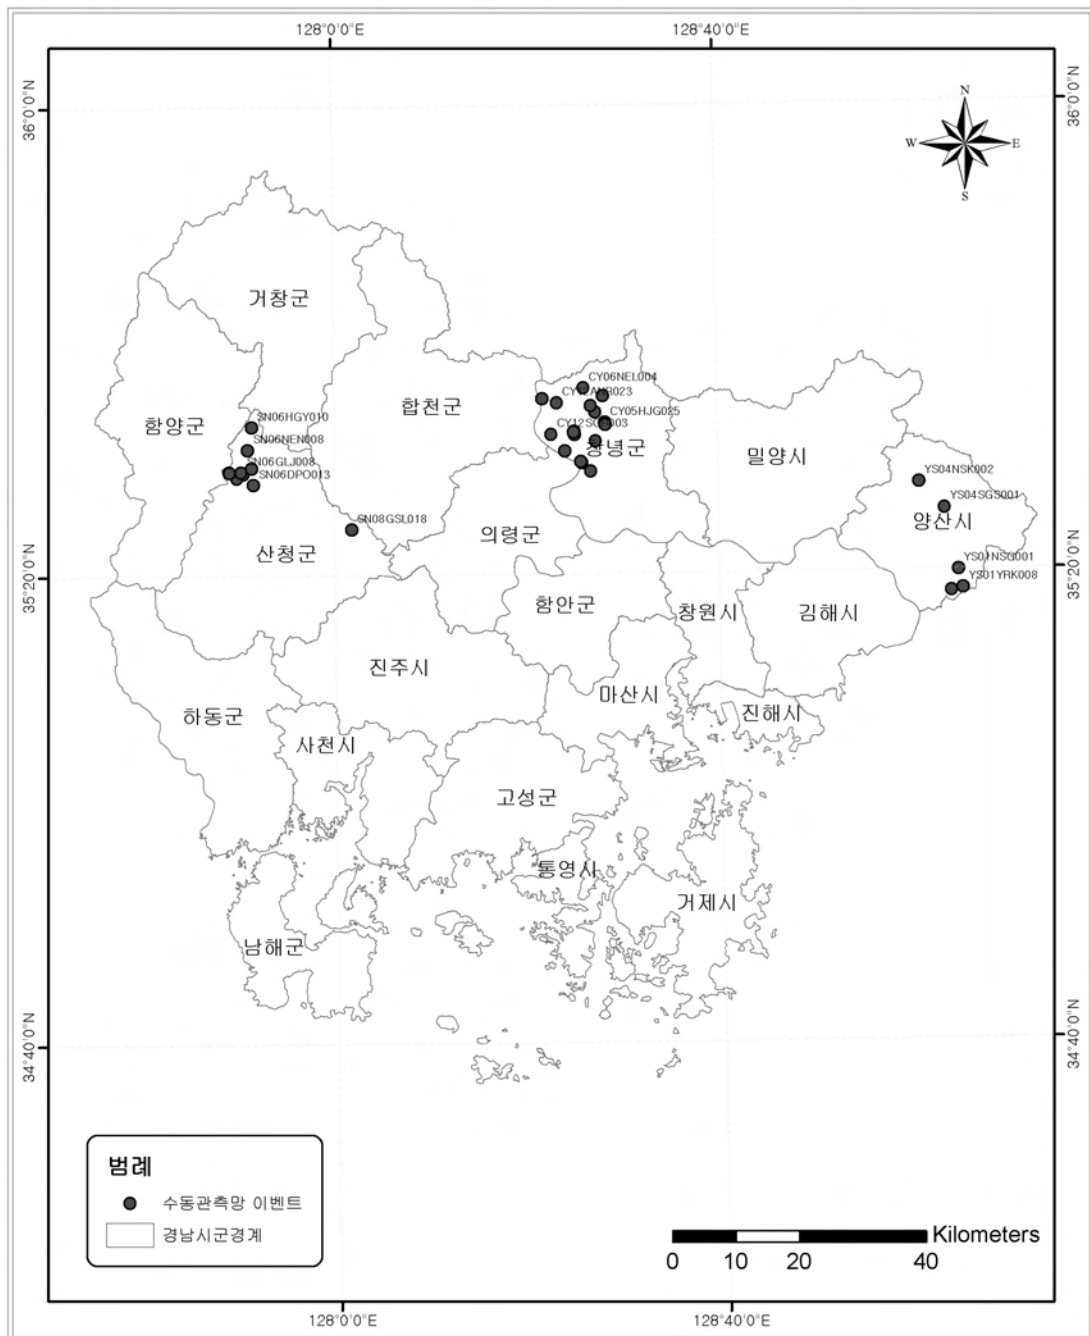 128°0'0"E
128°40'0"E
36°0'0"N
36°0'0"N
N
W
E
S
거창군
CY06NEL004
합천군
함양군
SN06HGY010
CY05HJG025
CY12SGR003
창녕군
밀양시
SN06NEN008
SN06GLJ008
SN06DPO013
YS04NSK002
YS04SGS001
양산시
SN08GSL018
의령군
산청군
YS01NSG001
YS01YRK008
35°20'0"N
35°20'0"N
함안군
창원시
김해시
진주시
마산시
하동군
진해시
사천시
고성군
통영시
거제시
남해군
34°40'0"N
34°40'0"N
범례
수동관측망 이벤트
경남시군경계
Kilometers
0 10 20 40
128°0'0"E
128°40'0"E